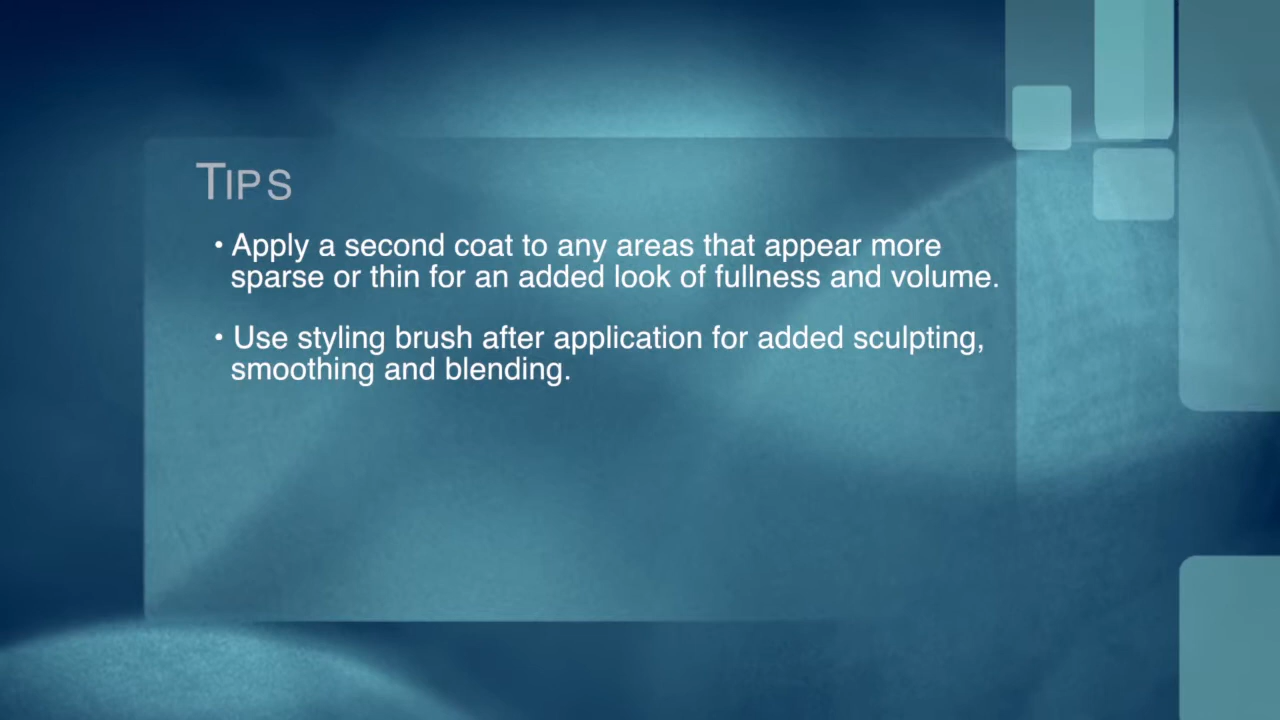 TIPS
• Apply a second coat to any areas that appear more
sparse or thin for an added look of fullness and volume.
• Use styling brush after application for added sculpting,
smoothing and blending.